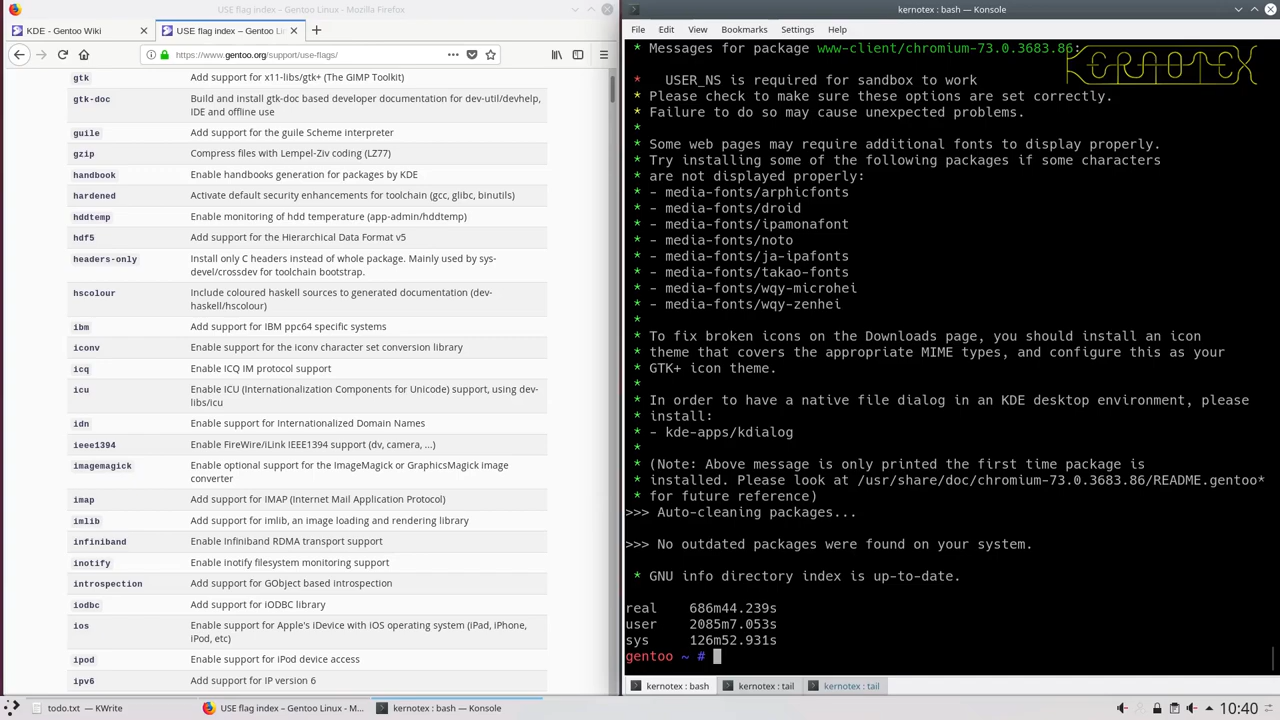 USE flag index – Gentoo Linux - Mozilla Firefox
KDE - Gentoo Wiki
USE flag index – Gentoo Li
https://www.gentoo.org/support/use-flags/
gtk Add support for x11-libs/gtk+ (The GIMP Toolkit)
gtk-doc Build and install gtk-doc based developer documentation for dev-util/devhelp,
IDE and offline use
guile Add support for the guile Scheme interpreter
gzip Compress files with Lempel-Ziv coding (LZ77)
handbook Enable handbooks generation for packages by KDE
hardened Activate default security enhancements for toolchain (gcc, glibc, binutils)
hddtemp Enable monitoring of hdd temperature (app-admin/hddtemp)
hdf5 Add support for the Hierarchical Data Format v5
headers-only Install only C headers instead of whole package. Mainly used by sys-
devel/crossdev for toolchain bootstrap.
hscolour Include coloured haskell sources to generated documentation (dev-
haskell/hscolour)
ibm Add support for IBM ppc64 specific systems
iconv Enable support for the iconv character set conversion library
icq Enable ICQ IM protocol support
icu Enable ICU (Internationalization Components for Unicode) support, using dev-
libs/icu
idn Enable support for Internationalized Domain Names
ieee1394 Enable FireWire/iLink IEEE1394 support (dv, camera, ...)
imagemagick Enable optional support for the ImageMagick or GraphicsMagick image
converter
imap Add support for IMAP (Internet Mail Application Protocol)
imlib Add support for imlib, an image loading and rendering library
infiniband Enable Infiniband RDMA transport support
inotify Enable inotify filesystem monitoring support
introspection Add support for GObject based introspection
iodbc Add support for iODBC library
ios Enable support for Apple's iDevice with iOS operating system (iPad, iPhone,
iPod, etc)
ipod Enable support for iPod device access
ipv6 Add support for IP version 6
kernotex : bash — Konsole
File Edit View Bookmarks Settings Help
* Messages for package www-client/chromium-73.0.3683.86:
KERNOTEX
* USER_NS is required for sandbox to work
* Please check to make sure these options are set correctly.
* Failure to do so may cause unexpected problems.
*
* Some web pages may require additional fonts to display properly.
* Try installing some of the following packages if some characters
* are not displayed properly:
* - media-fonts/arphicfonts
* - media-fonts/droid
* - media-fonts/ipamonafont
* - media-fonts/noto
* - media-fonts/ja-ipafonts
* - media-fonts/takao-fonts
* - media-fonts/wqy-microhei
* - media-fonts/wqy-zenhei
*
* To fix broken icons on the Downloads page, you should install an icon
* theme that covers the appropriate MIME types, and configure this as your
* GTK+ icon theme.
*
* In order to have a native file dialog in an KDE desktop environment, please
* install:
* - kde-apps/kdialog
*
* (Note: Above message is only printed the first time package is
* installed. Please look at /usr/share/doc/chromium-73.0.3683.86/README.gentoo*
* for future reference)
>>> Auto-cleaning packages...
>>> No outdated packages were found on your system.
* GNU info directory index is up-to-date.
real 686m44.239s
user 2085m7.053s
sys 126m52.931s
gentoo ~ #
kernotex : bash
kernotex : tail
kernotex : tail
todo.txt — KWrite
USE flag index – Gentoo Linux - M...
kernotex : bash — Konsole
10:40